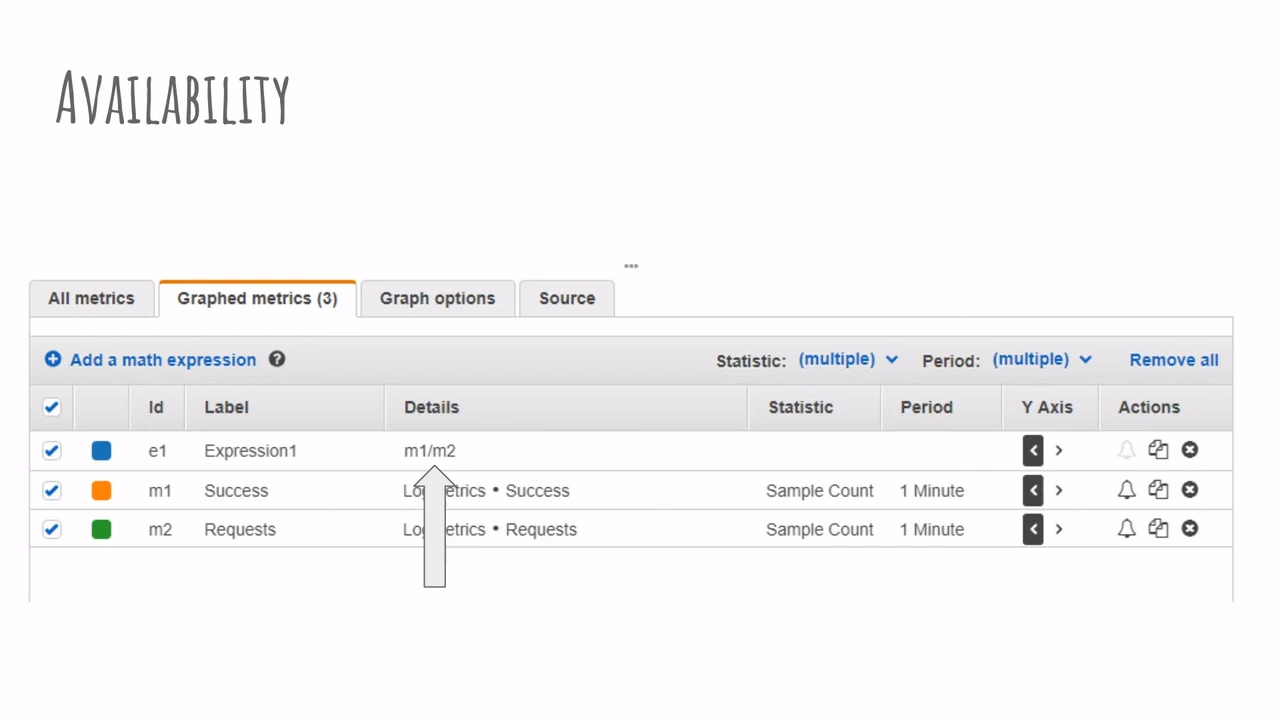 AVAILABILITY
All metrics Graphed metrics (3) Graph options Source
Add a math expression ? Statistic: (multiple) Period: (multiple) Remove all
Id Label Details Statistic Period Y Axis Actions
e1 Expression1 m1/m2
m1 Success • Success Sample Count 1 Minute
m2 Requests • Requests Sample Count 1 Minute